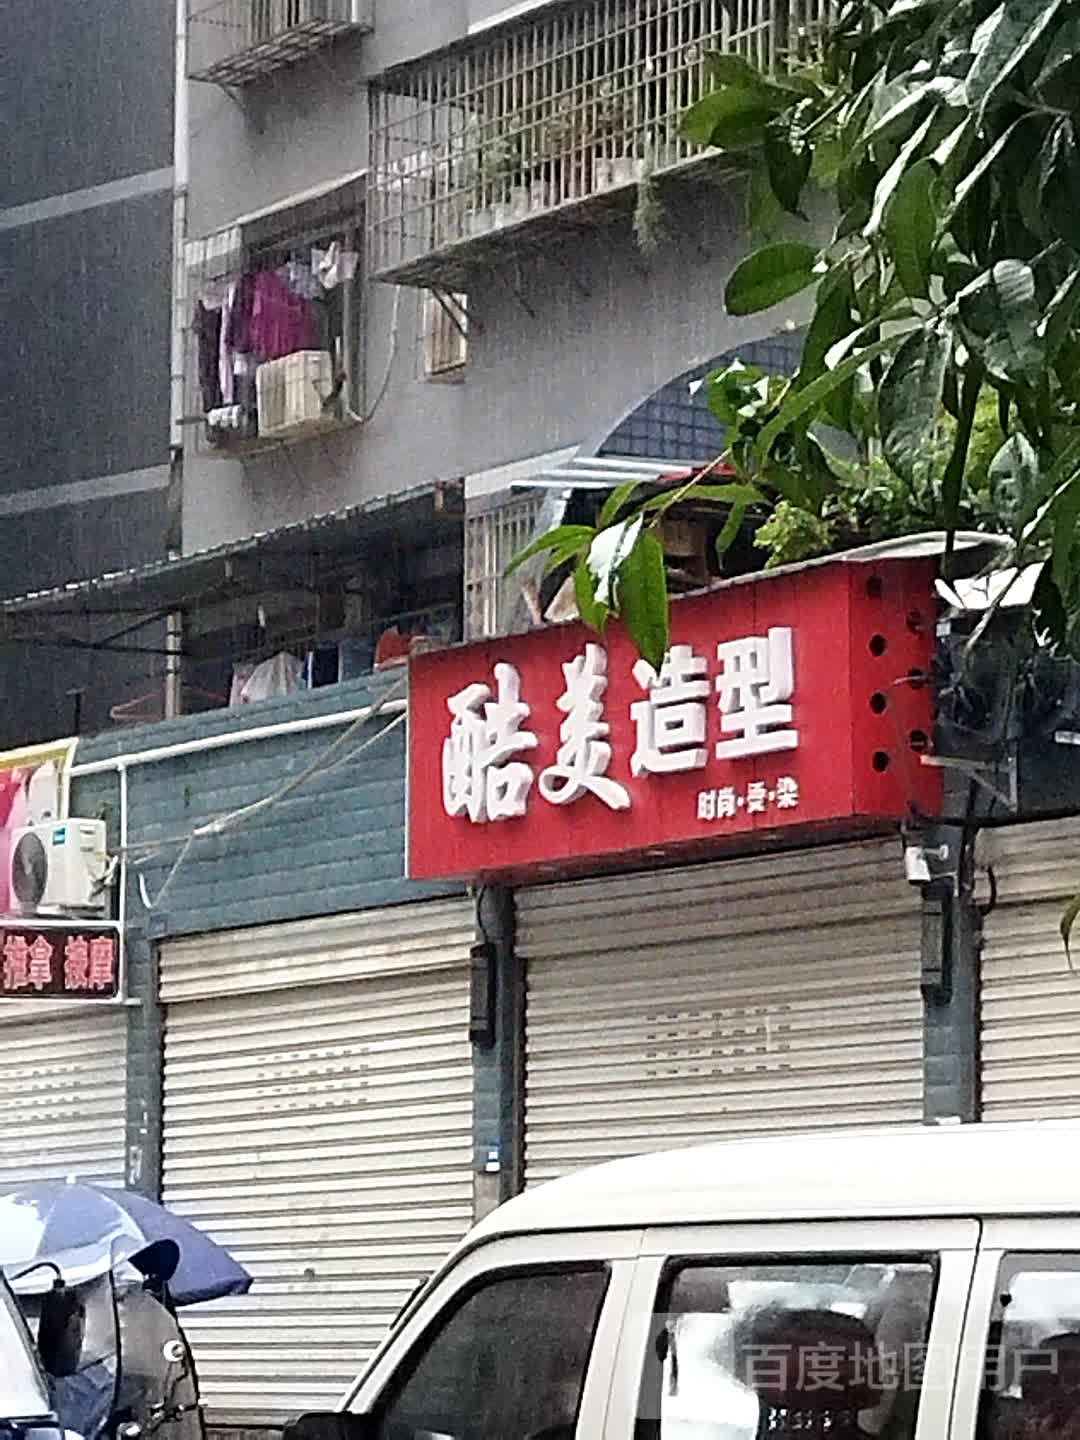 酷美造型
时尚·烫·染
推拿 按摩
百度地图用户